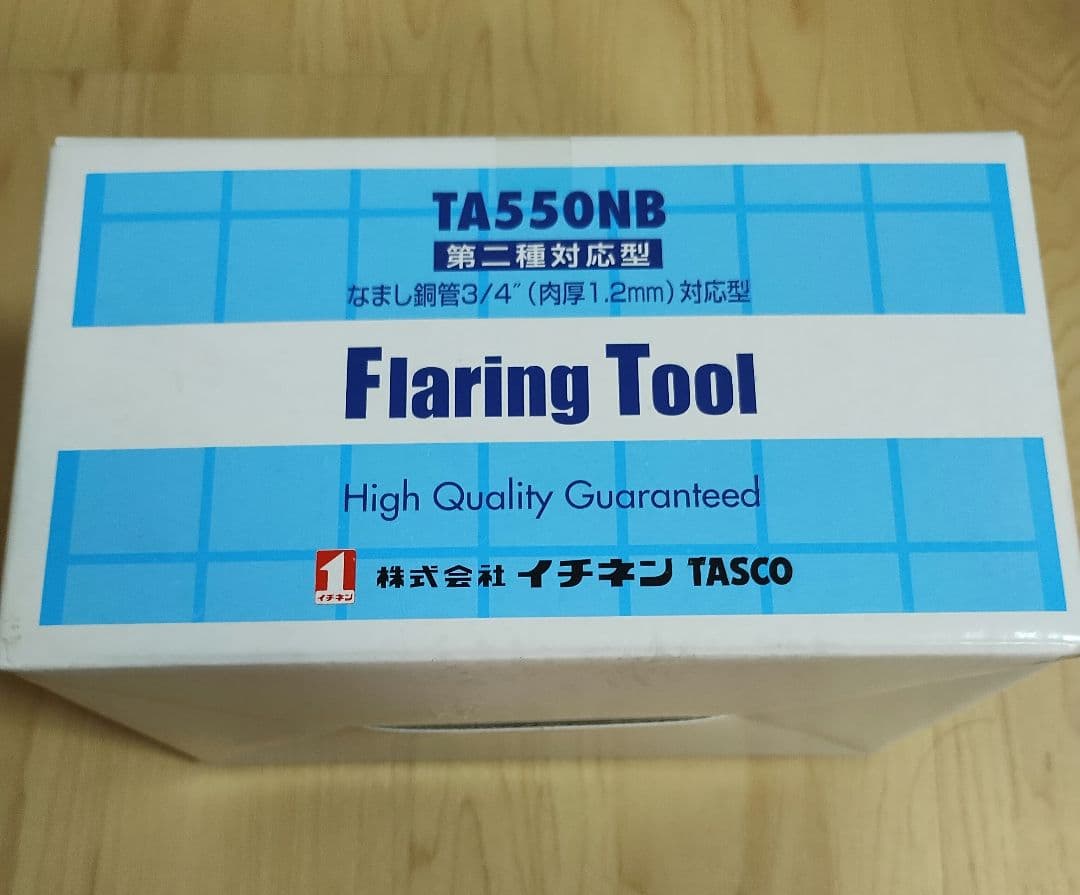 TA550NB
第二種対応型
なまし銅管3/4″(肉厚1.2mm)対応型
Flaring Tool
High Quality Guaranteed
1 イチネン 株式会社 イチネン TASCO